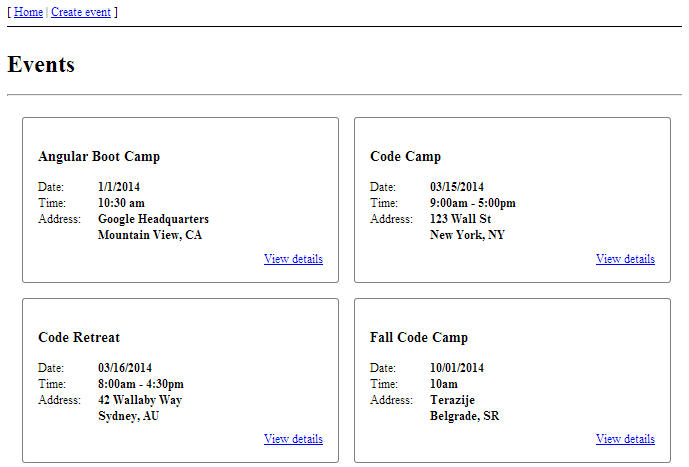 [ Home | Create event ]
Events
Angular Boot Camp
Date: 1/1/2014
Time: 10:30 am
Address: Google Headquarters
Mountain View, CA
View details
Code Camp
Date: 03/15/2014
Time: 9:00am - 5:00pm
Address: 123 Wall St
New York, NY
View details
Code Retreat
Date: 03/16/2014
Time: 8:00am - 4:30pm
Address: 42 Wallaby Way
Sydney, AU
View details
Fall Code Camp
Date: 10/01/2014
Time: 10am
Address: Terazije
Belgrade, SR
View details